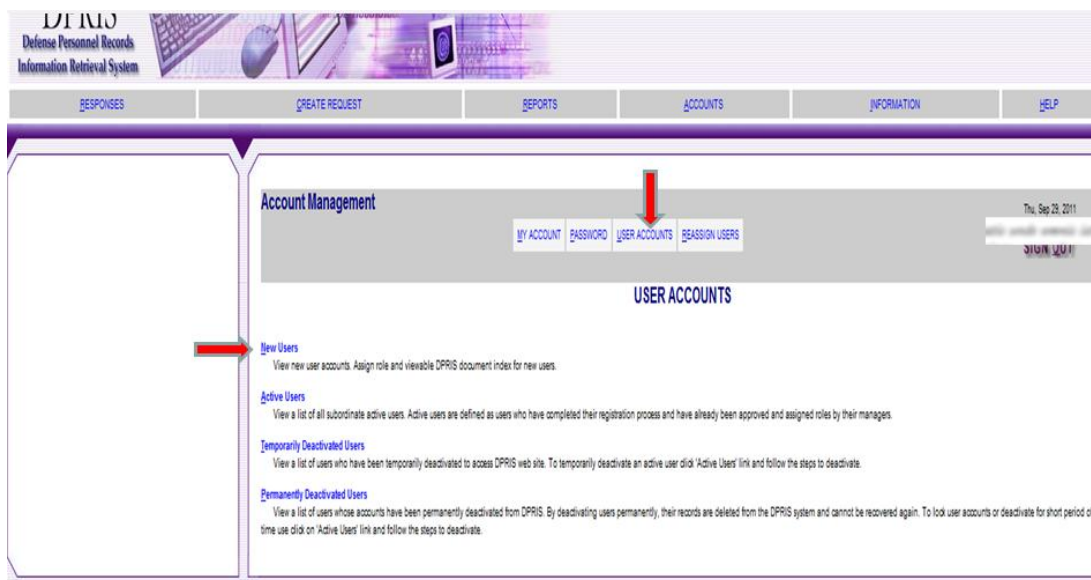 DPRIS
Defense Personnel Records
Information Retrieval System
RESPONSES
CREATE REQUEST
REPORTS
ACCOUNTS
INFORMATION
HELP
Account Management
Thu, Sep 29, 2011
MY ACCOUNT
PASSWORD
USER ACCOUNTS
REASSIGN USERS
SIGN OUT
USER ACCOUNTS
New Users
View new user accounts. Assign role and viewable DPRIS document index for new users.
Active Users
View a list of all subordinate active users. Active users are defined as users who have completed their registration process and have already been approved and assigned roles by their managers.
Temporarily Deactivated Users
View a list of users who have been temporarily deactivated to access DPRIS web site. To temporarily deactivate an active user click 'Active Users' link and follow the steps to deactivate.
Permanently Deactivated Users
View a list of users whose accounts have been permanently deactivated from DPRIS. By deactivating users permanently, their records are deleted from the DPRIS system and cannot be recovered again. To lock user accounts or deactivate for short period
time use click on 'Active Users' link and follow the steps to deactivate.